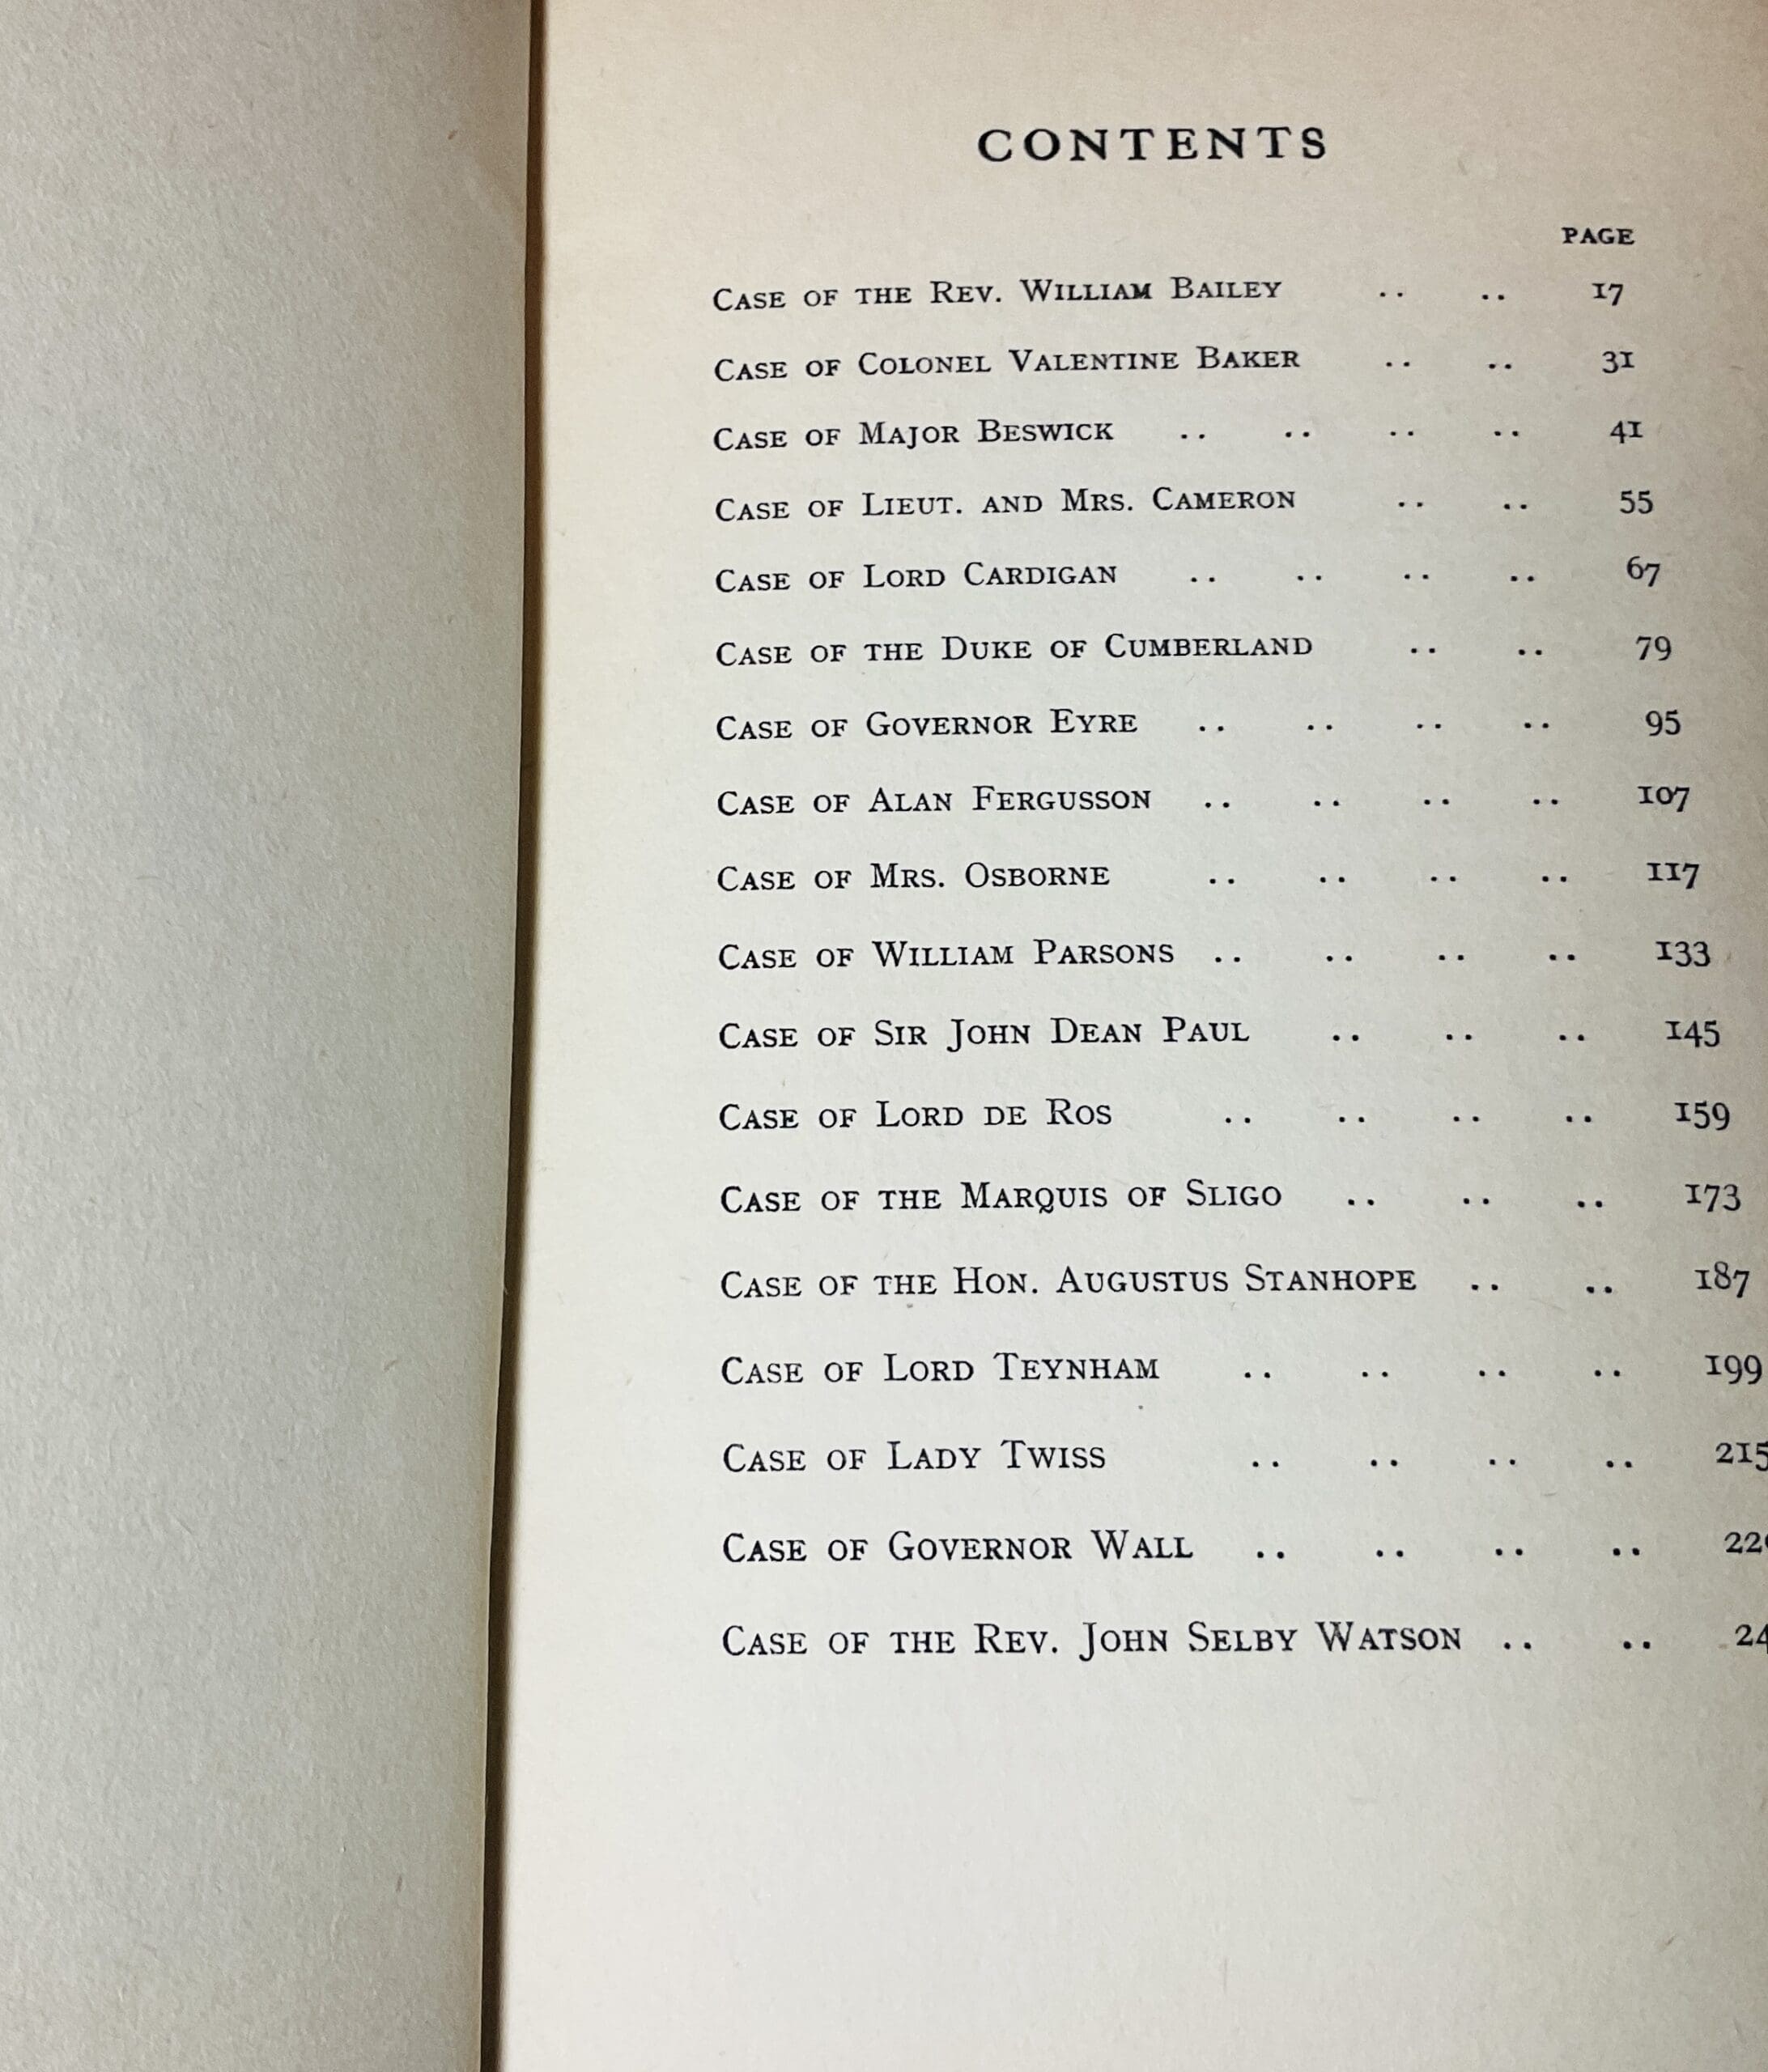 CONTENTS
PAGE
Case of the Rev. William Bailey .. .. 17
Case of Colonel Valentine Baker .. .. 31
Case of Major Beswick .. .. .. .. 41
Case of Lieut. and Mrs. Cameron .. .. 55
Case of Lord Cardigan .. .. .. .. 67
Case of the Duke of Cumberland .. .. 79
Case of Governor Eyre .. .. .. .. 95
Case of Alan Fergusson .. .. .. .. 107
Case of Mrs. Osborne .. .. .. .. 117
Case of William Parsons .. .. .. .. 133
Case of Sir John Dean Paul .. .. .. 145
Case of Lord de Ros .. .. .. .. 159
Case of the Marquis of Sligo .. .. .. 173
Case of the Hon. Augustus Stanhope .. .. 187
Case of Lord Teynham .. .. .. .. 199
Case of Lady Twiss .. .. .. .. 215
Case of Governor Wall .. .. .. ..
Case of the Rev. John Selby Watson .. ..